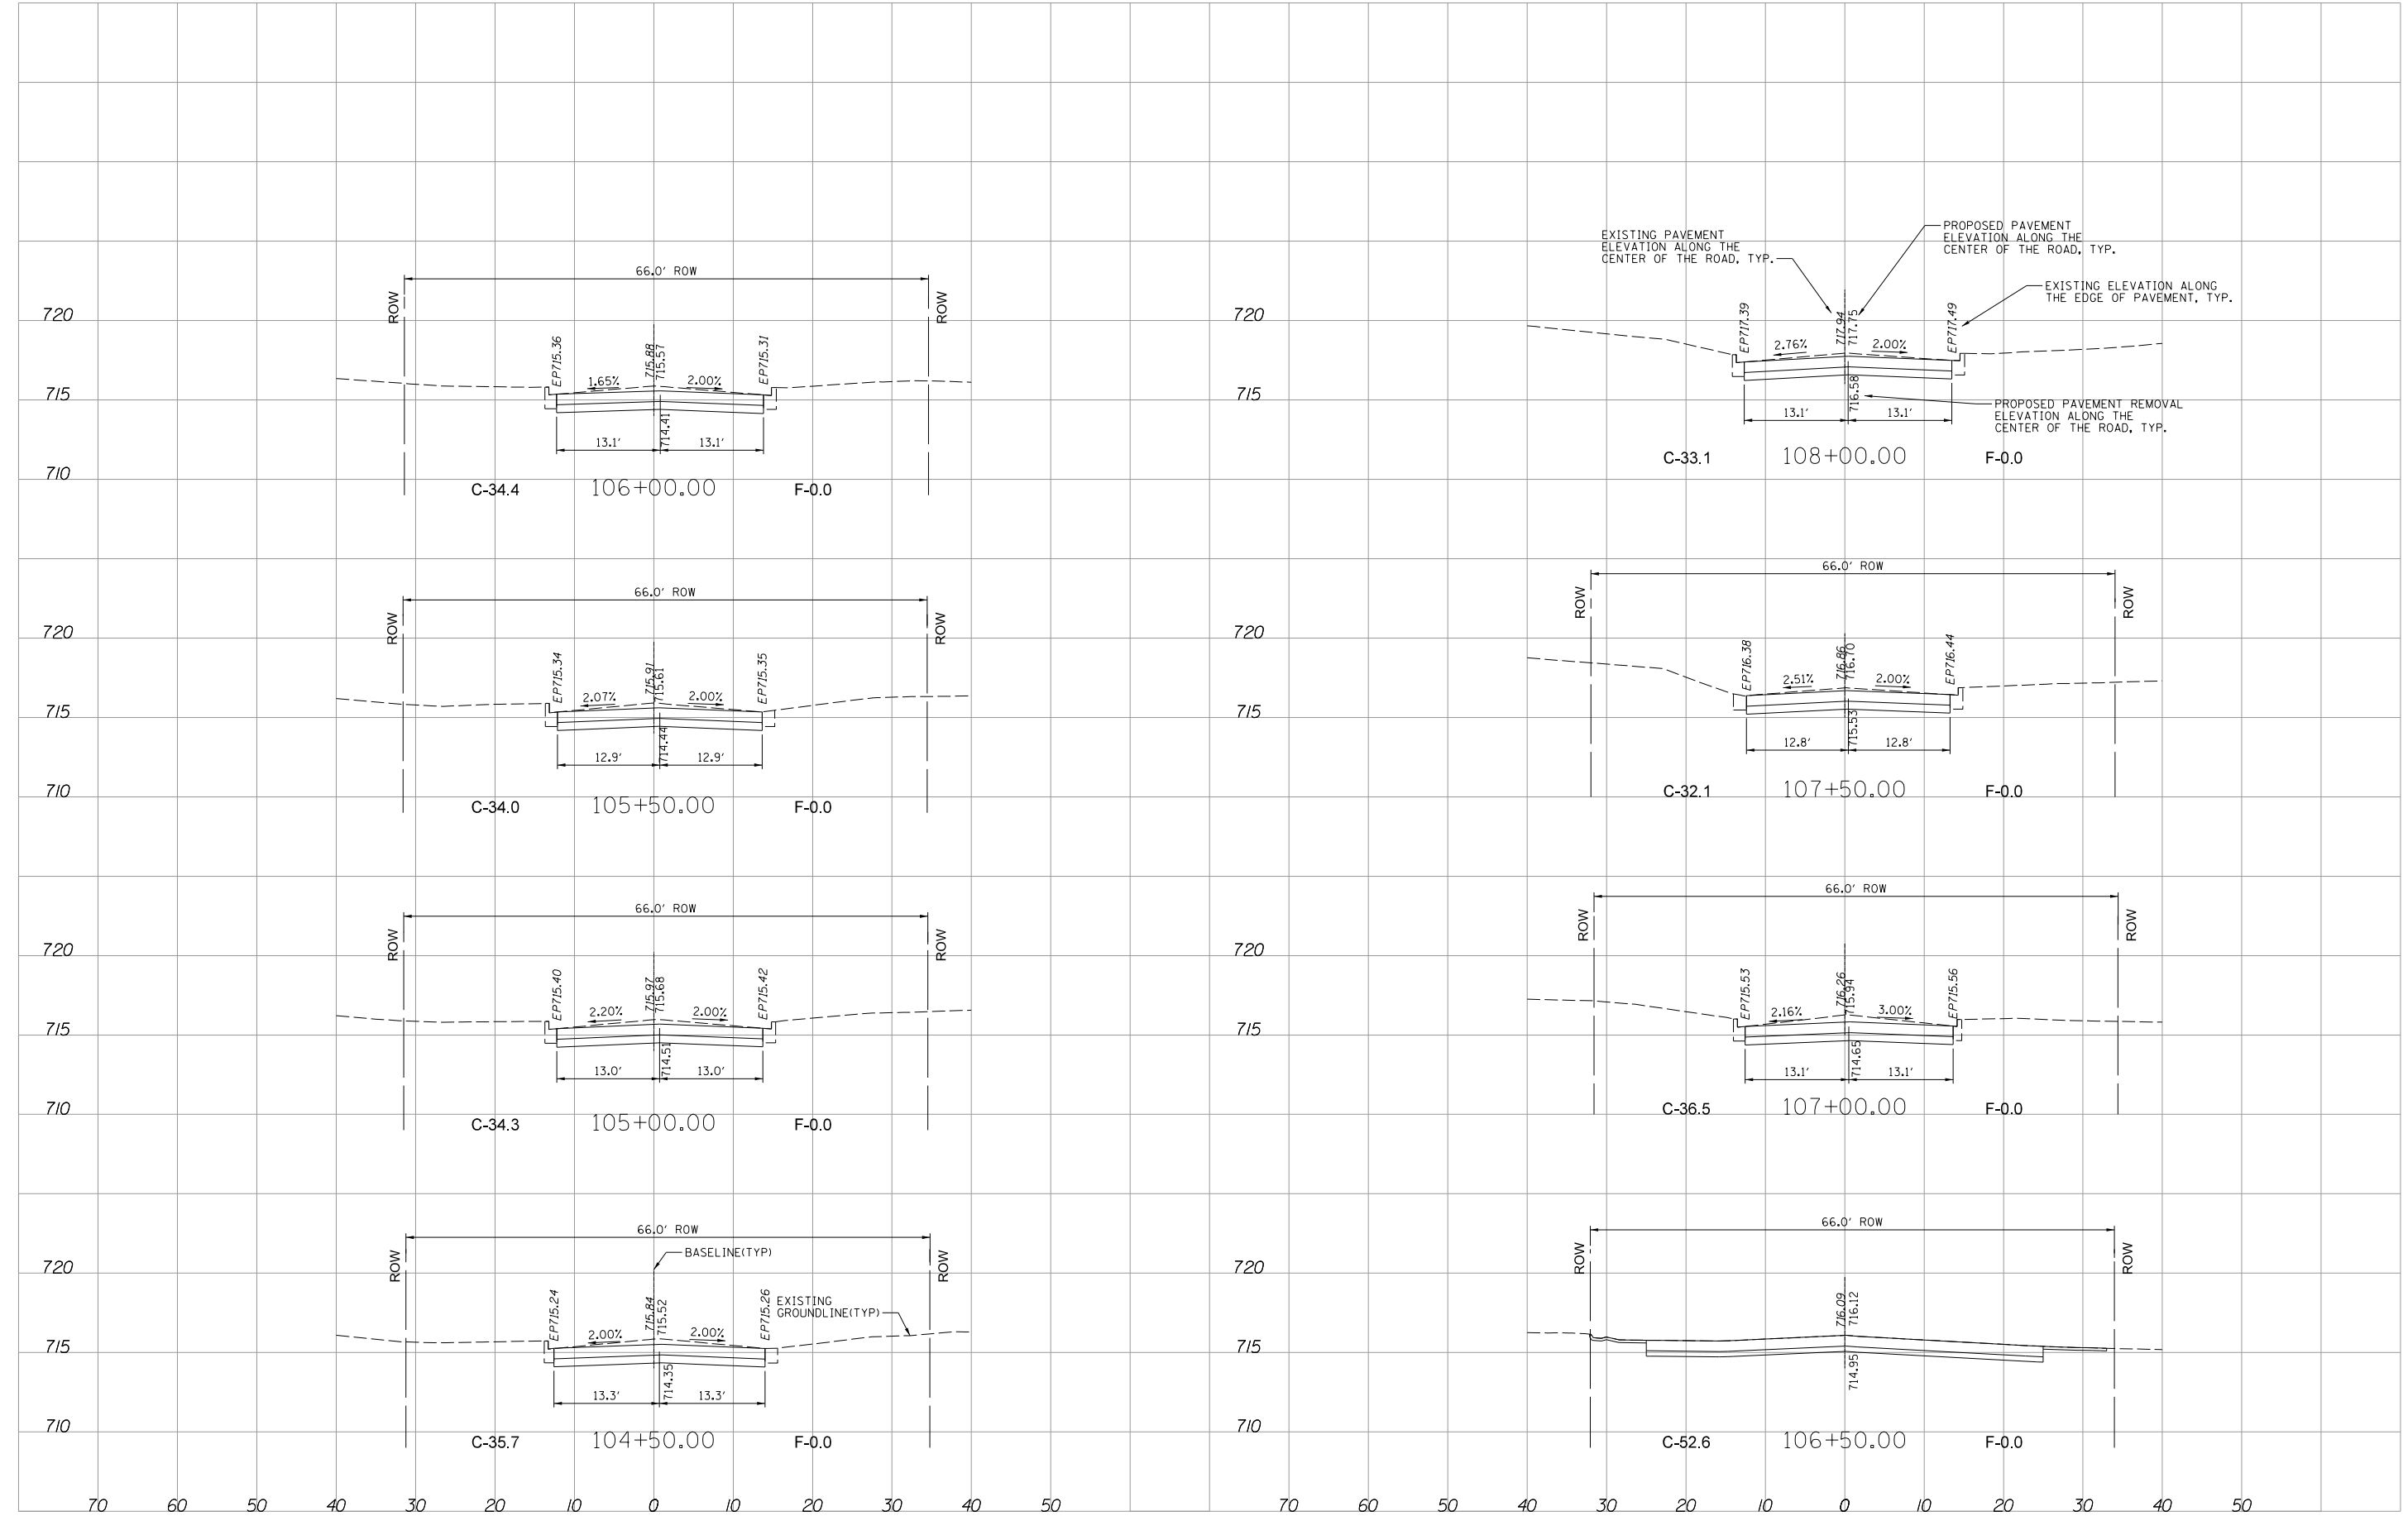 66.0' ROW
ROW
ROW
720
EP715.36
715.88
715.57
EP715.31
1.65%
2.00%
715
714.41
13.1'
13.1'
710
C-34.4
106+00.00
F-0.0
66.0' ROW
ROW
ROW
720
EP715.34
715.91
715.61
EP715.35
2.07%
2.00%
715
714.44
12.9'
12.9'
710
C-34.0
105+50.00
F-0.0
66.0' ROW
ROW
ROW
720
EP715.40
715.97
715.68
EP715.42
2.20%
2.00%
715
714.51
13.0'
13.0'
710
C-34.3
105+00.00
F-0.0
66.0' ROW
BASELINE(TYP)
ROW
ROW
720
EP715.24
715.84
715.52
EP715.26
EXISTING
GROUNDLINE(TYP)
2.00%
2.00%
715
714.35
13.3'
13.3'
710
C-35.7
104+50.00
F-0.0
70 60 50 40 30 20 10 0 10 20 30 40 50
EXISTING PAVEMENT
ELEVATION ALONG THE
CENTER OF THE ROAD, TYP.
PROPOSED PAVEMENT
ELEVATION ALONG THE
CENTER OF THE ROAD, TYP.
EXISTING ELEVATION ALONG
THE EDGE OF PAVEMENT, TYP.
720
EP717.39
717.94
717.75
EP717.49
2.76%
2.00%
715
716.58
PROPOSED PAVEMENT REMOVAL
ELEVATION ALONG THE
CENTER OF THE ROAD, TYP.
13.1'
13.1'
C-33.1
108+00.00
F-0.0
66.0' ROW
ROW
ROW
720
EP716.38
716.86
716.70
EP716.44
2.51%
2.00%
715
715.53
12.8'
12.8'
C-32.1
107+50.00
F-0.0
66.0' ROW
ROW
ROW
720
EP715.53
716.26
715.94
EP715.56
2.16%
3.00%
715
714.65
13.1'
13.1'
C-36.5
107+00.00
F-0.0
66.0' ROW
ROW
ROW
720
716.09
716.12
715
714.95
710
C-52.6
106+50.00
F-0.0
70 60 50 40 30 20 10 0 10 20 30 40 50